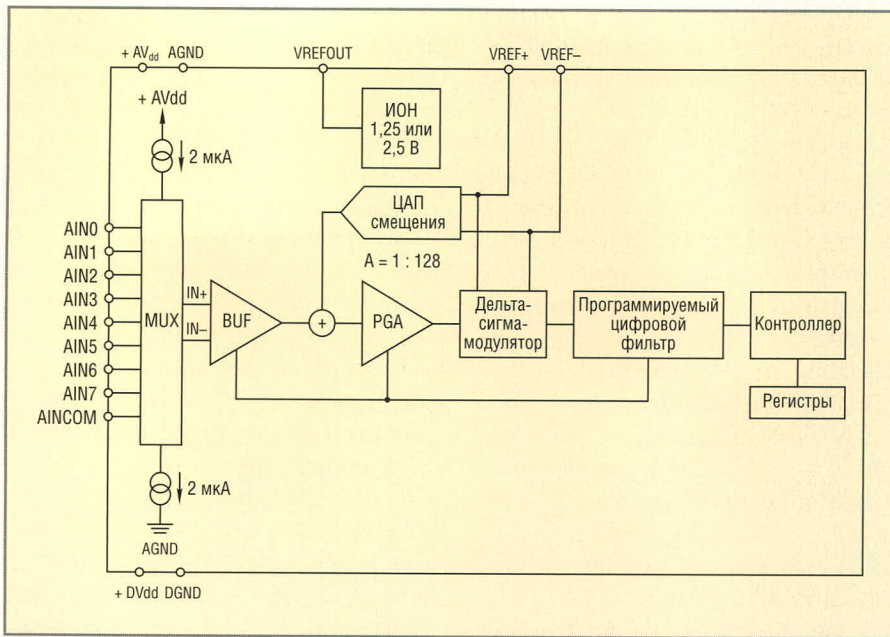 + AVdd AGND VREFOUT VREF+ VREF–
+ AVdd
2 мкА
ИОН
1,25 или
2,5 В
ЦАП
смещения
A = 1 : 128
AIN0
AIN1
AIN2
AIN3
AIN4
AIN5
AIN6
AIN7
AINCOM
MUX
IN+
IN–
BUF
+
PGA
Дельта-
сигма-
модулятор
Программируемый
цифровой
фильтр
Контроллер
Регистры
2 мкА
AGND
+ DVdd DGND